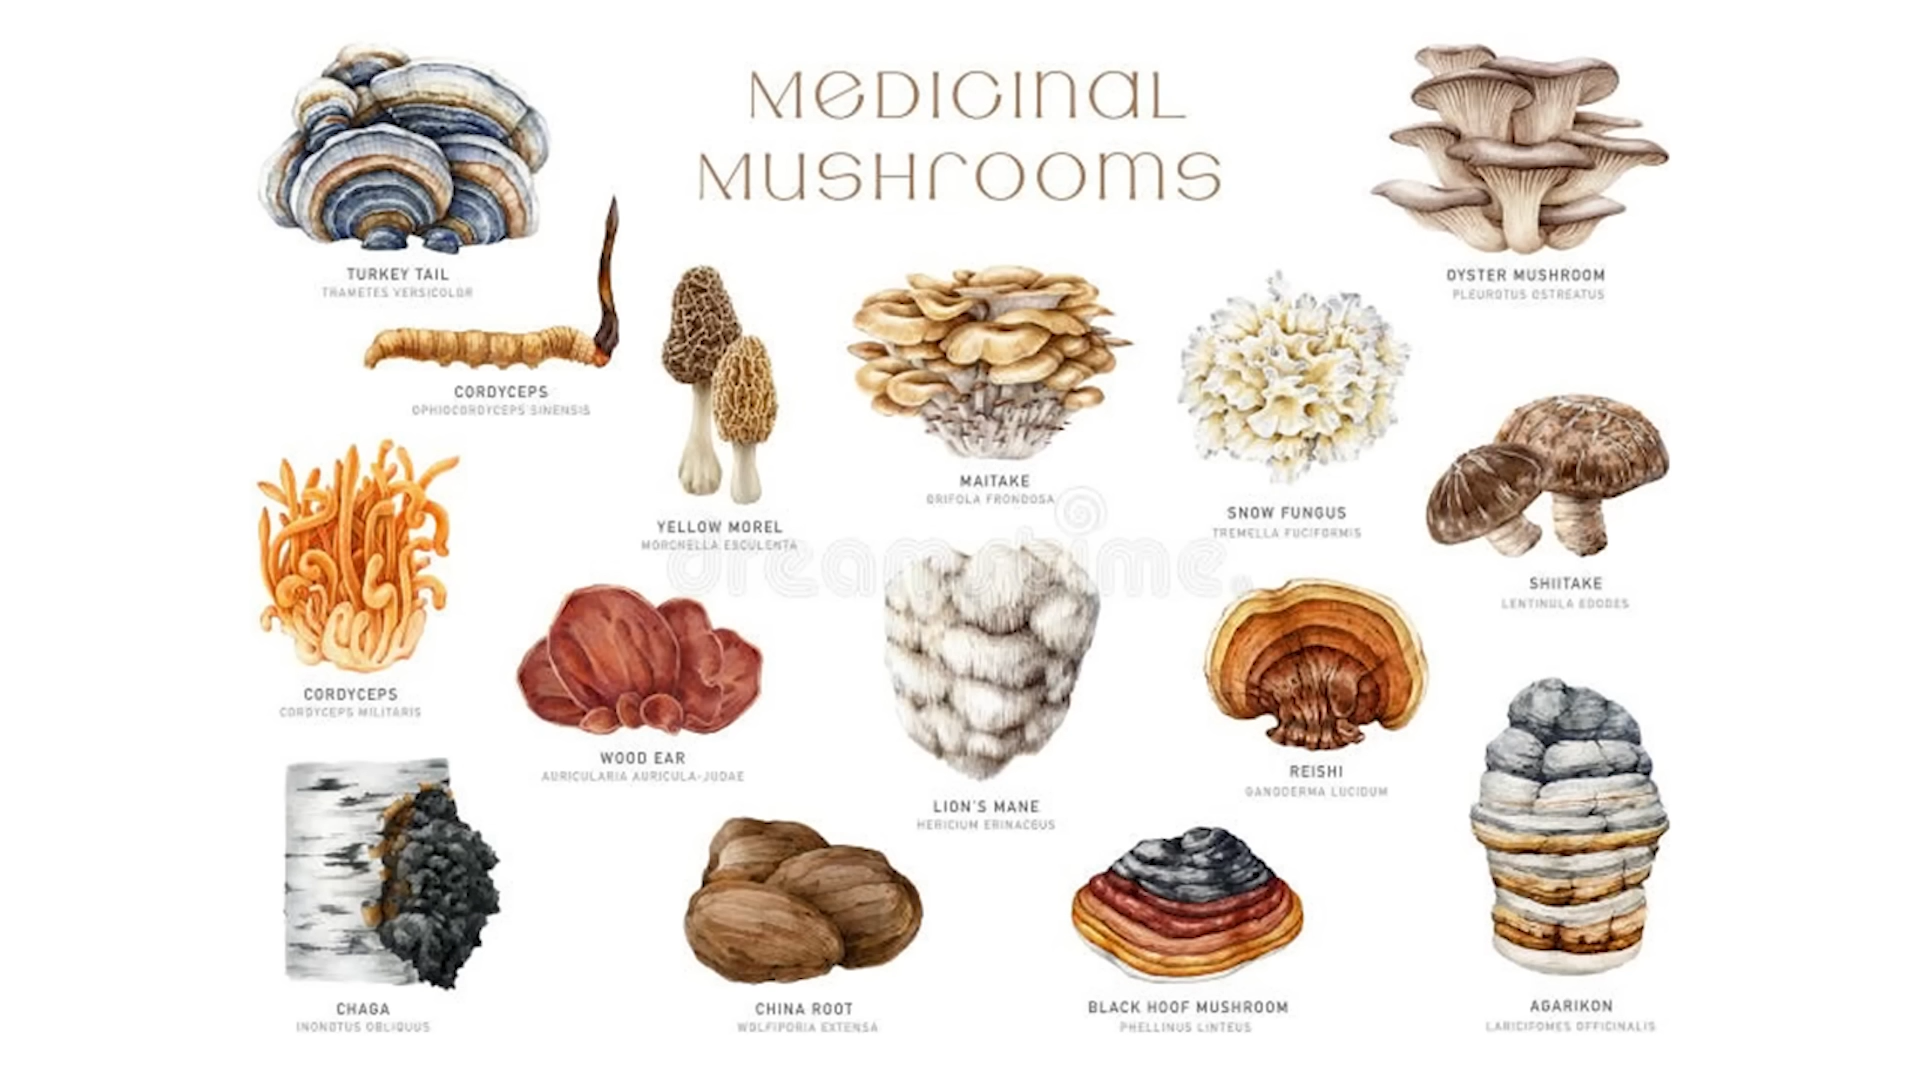 MEDICINAL
MUSHROOMS
TURKEY TAIL
TRAMETES VERSICOLOR
OYSTER MUSHROOM
PLEUROTUS OSTREATUS
CORDYCEPS
OPHIOCORDYCEPS SINENSIS
MAITAKE
GRIFOLA FRONDOSA
SNOW FUNGUS
TREMELLA FUCIFORMIS
YELLOW MOREL
MORCHELLA ESCULENTA
dreamstime
SHIITAKE
LENTINULA EDODES
CORDYCEPS
CORDYCEPS MILITARIS
WOOD EAR
AURICULARIA AURICULA-JUDAE
REISHI
GANODERMA LUCIDUM
LION'S MANE
HERICIUM ERINACEUS
CHAGA
INONOTUS OBLIQUUS
CHINA ROOT
WOLFIPORIA EXTENSA
BLACK HOOF MUSHROOM
PHELLINUS LINTEUS
AGARIKON
LARICIFOMES OFFICINALIS